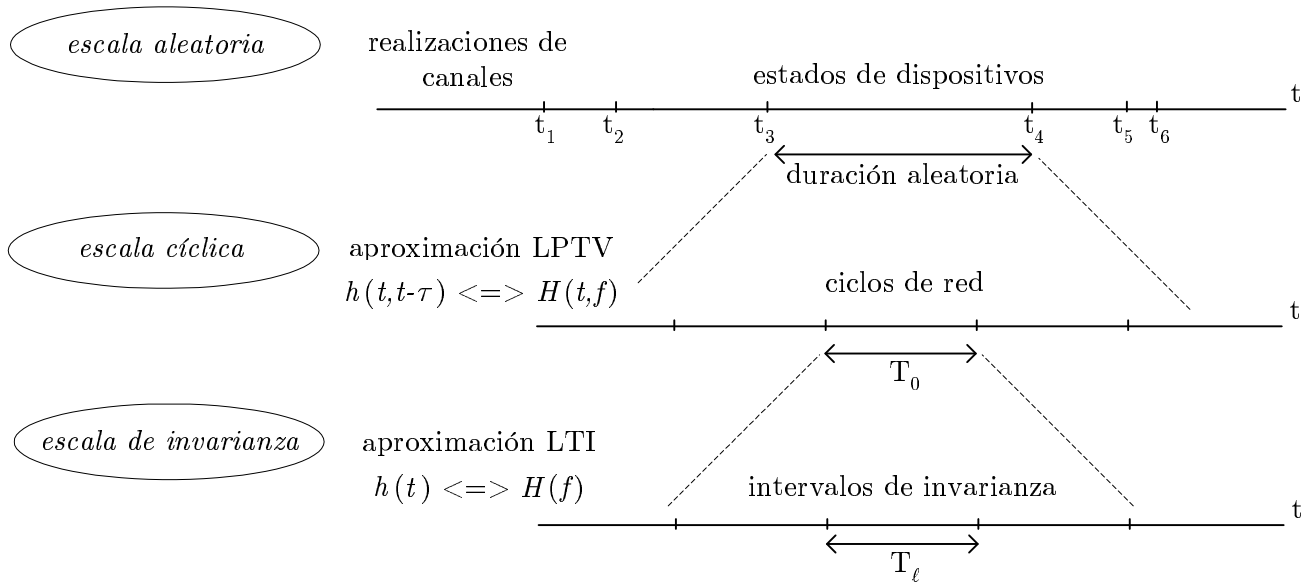 escala aleatoria
realizaciones de
canales
estados de dispositivos
t
t1 t2 t3 t4 t5 t6
duración aleatoria
escala cíclica
aproximación LPTV
h(t,t-τ) <=> H(t,f)
ciclos de red
t
T0
escala de invarianza
aproximación LTI
h(t) <=> H(f)
intervalos de invarianza
t
Tℓ